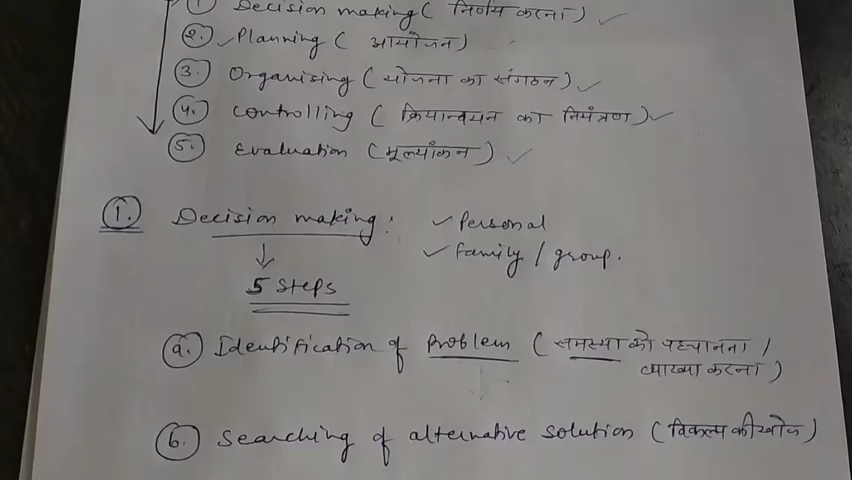 1. Decision making ( निर्णय करना )
2. Planning ( आयोजन )
3. Organising ( योजना का संगठन )
4. Controlling ( क्रियान्वयन का नियंत्रण )
5. Evaluation ( मूल्यांकन )
1. Decision making : Personal
Family / group.
5 Steps
a. Identification of Problem ( समस्या को पहचानना /
व्याख्या करना )
b. Searching of alternative solution ( विकल्प की खोज )